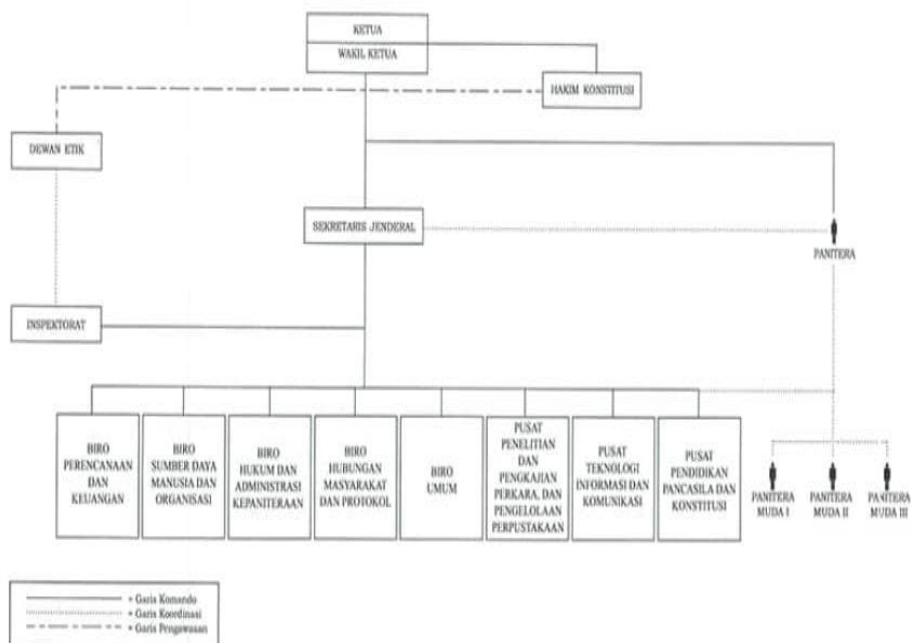 KETUA
WAKIL KETUA
HAKIM KONSTITUSI
DEWAN ETIK
SEKRETARIS JENDERAL
PANITERA
INSPEKTORAT
BIRO
PERENCANAAN
DAN
KEUANGAN
BIRO
SUMBER DAYA
MANUSIA DAN
ORGANISASI
BIRO
HUKUM DAN
ADMINISTRASI
KEPANITERAAN
BIRO
HUBUNGAN
MASYARAKAT
DAN PROTOKOL
BIRO
UMUM
PUSAT
PENELITIAN
DAN
PENGKAJIAN
PERKARA, DAN
PENGELOLAAN
PERPUSTAKAAN
PUSAT
TEKNOLOGI
INFORMASI DAN
KOMUNIKASI
PUSAT
PENDIDIKAN
PANCASILA DAN
KONSTITUSI
PANITERA
MUDA I
PANITERA
MUDA II
PANITERA
MUDA III
= Garis Komando
= Garis Koordinasi
= Garis Pengawasan